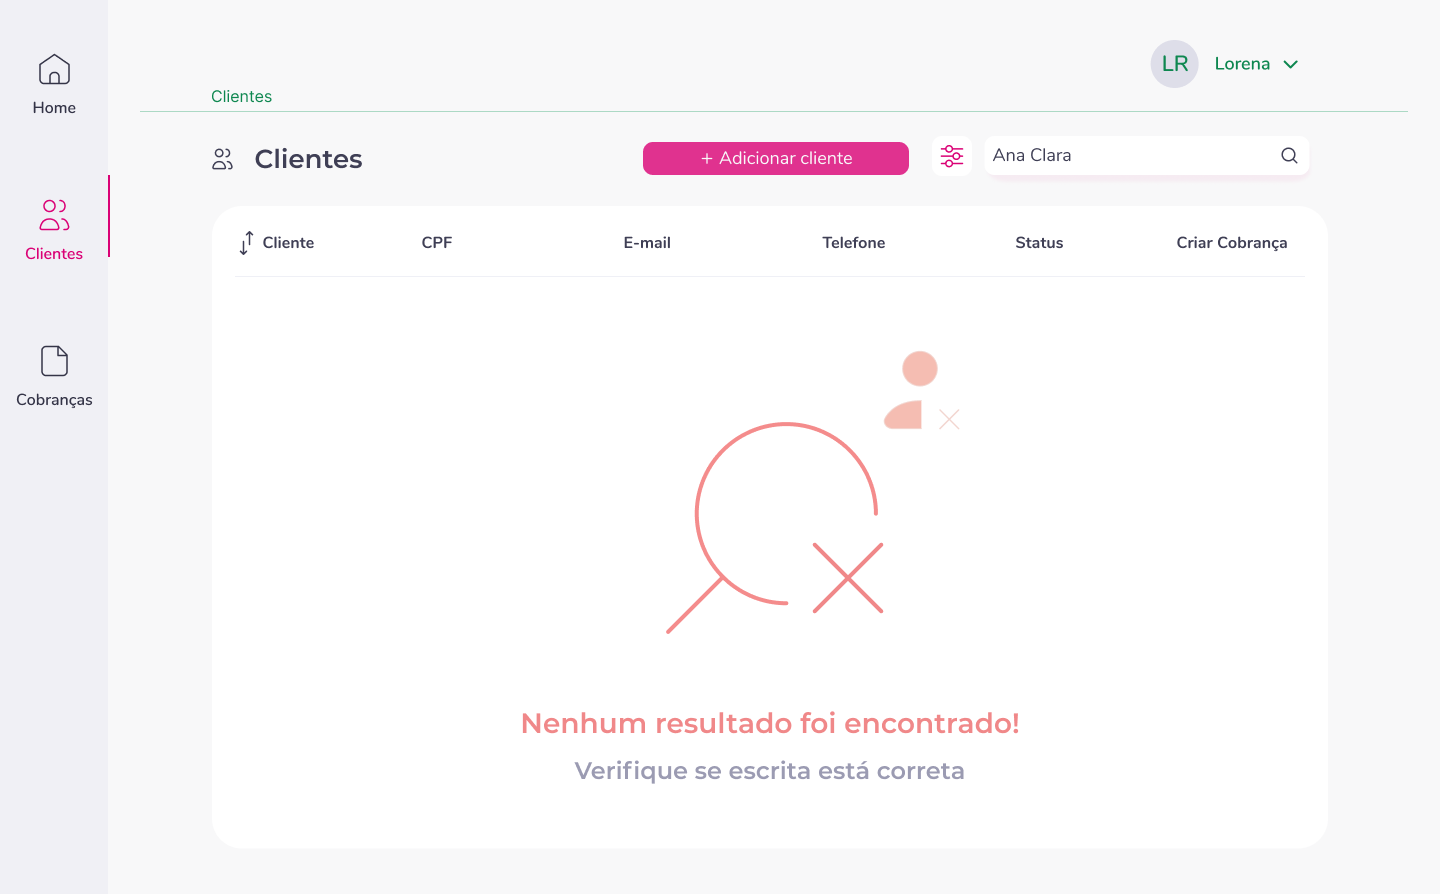 Home
Clientes
Cobranças
LR Lorena
Clientes
Clientes
+ Adicionar cliente
Ana Clara
Cliente CPF E-mail Telefone Status Criar Cobrança
Nenhum resultado foi encontrado!
Verifique se escrita está correta